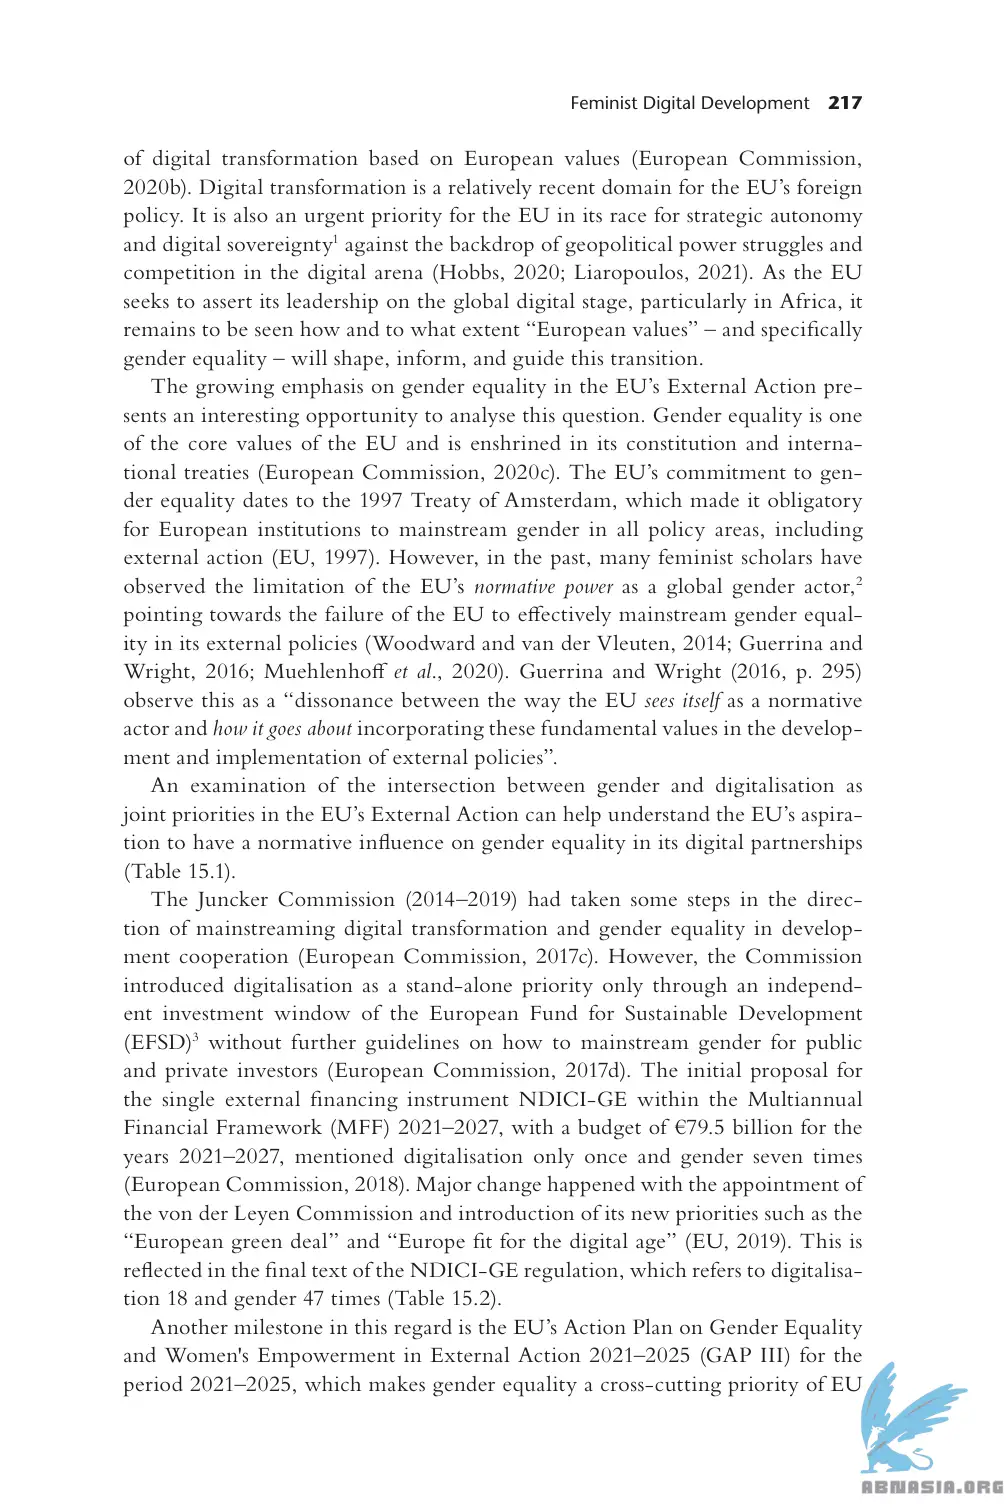 Feminist Digital Development 217
of digital transformation based on European values (European Commission,
2020b). Digital transformation is a relatively recent domain for the EU’s foreign
policy. It is also an urgent priority for the EU in its race for strategic autonomy
and digital sovereignty¹ against the backdrop of geopolitical power struggles and
competition in the digital arena (Hobbs, 2020; Liaropoulos, 2021). As the EU
seeks to assert its leadership on the global digital stage, particularly in Africa, it
remains to be seen how and to what extent “European values” – and specifically
gender equality – will shape, inform, and guide this transition.
The growing emphasis on gender equality in the EU’s External Action pre-
sents an interesting opportunity to analyse this question. Gender equality is one
of the core values of the EU and is enshrined in its constitution and interna-
tional treaties (European Commission, 2020c). The EU’s commitment to gen-
der equality dates to the 1997 Treaty of Amsterdam, which made it obligatory
for European institutions to mainstream gender in all policy areas, including
external action (EU, 1997). However, in the past, many feminist scholars have
observed the limitation of the EU’s normative power as a global gender actor,²
pointing towards the failure of the EU to effectively mainstream gender equal-
ity in its external policies (Woodward and van der Vleuten, 2014; Guerrina and
Wright, 2016; Muehlenhoff et al., 2020). Guerrina and Wright (2016, p. 295)
observe this as a “dissonance between the way the EU sees itself as a normative
actor and how it goes about incorporating these fundamental values in the develop-
ment and implementation of external policies”.
An examination of the intersection between gender and digitalisation as
joint priorities in the EU’s External Action can help understand the EU’s aspira-
tion to have a normative influence on gender equality in its digital partnerships
(Table 15.1).
The Juncker Commission (2014–2019) had taken some steps in the direc-
tion of mainstreaming digital transformation and gender equality in develop-
ment cooperation (European Commission, 2017c). However, the Commission
introduced digitalisation as a stand-alone priority only through an independ-
ent investment window of the European Fund for Sustainable Development
(EFSD)³ without further guidelines on how to mainstream gender for public
and private investors (European Commission, 2017d). The initial proposal for
the single external financing instrument NDICI-GE within the Multiannual
Financial Framework (MFF) 2021–2027, with a budget of €79.5 billion for the
years 2021–2027, mentioned digitalisation only once and gender seven times
(European Commission, 2018). Major change happened with the appointment of
the von der Leyen Commission and introduction of its new priorities such as the
“European green deal” and “Europe fit for the digital age” (EU, 2019). This is
reflected in the final text of the NDICI-GE regulation, which refers to digitalisa-
tion 18 and gender 47 times (Table 15.2).
Another milestone in this regard is the EU’s Action Plan on Gender Equality
and Women's Empowerment in External Action 2021–2025 (GAP III) for the
period 2021–2025, which makes gender equality a cross-cutting priority of EU
ABNASIA.ORG